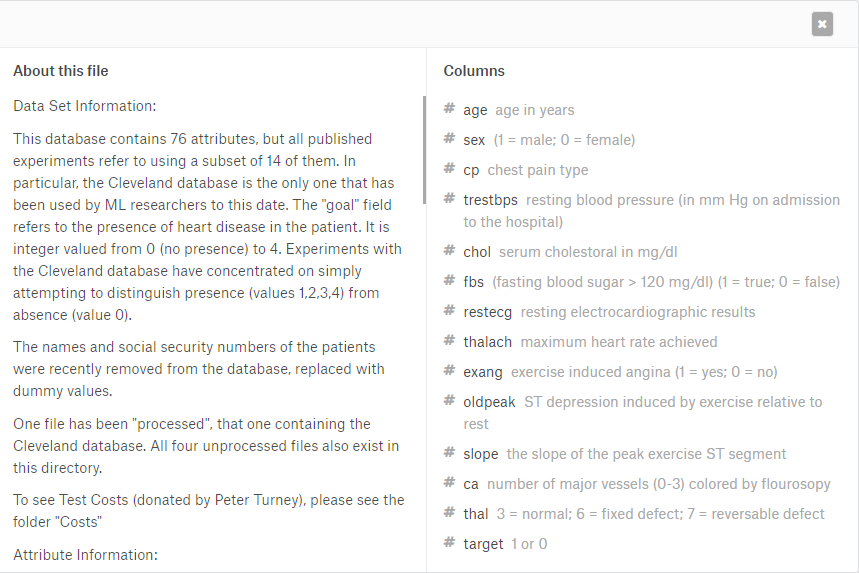 About this file
Data Set Information:
This database contains 76 attributes, but all published
experiments refer to using a subset of 14 of them. In
particular, the Cleveland database is the only one that has
been used by ML researchers to this date. The "goal" field
refers to the presence of heart disease in the patient. It is
integer valued from 0 (no presence) to 4. Experiments with
the Cleveland database have concentrated on simply
attempting to distinguish presence (values 1,2,3,4) from
absence (value 0).
The names and social security numbers of the patients
were recently removed from the database, replaced with
dummy values.
One file has been "processed", that one containing the
Cleveland database. All four unprocessed files also exist in
this directory.
To see Test Costs (donated by Peter Turney), please see the
folder "Costs"
Attribute Information:
Columns
# age age in years
# sex (1 = male; 0 = female)
# cp chest pain type
# trestbps resting blood pressure (in mm Hg on admission
to the hospital)
# chol serum cholestoral in mg/dl
# fbs (fasting blood sugar > 120 mg/dl) (1 = true; 0 = false)
# restecg resting electrocardiographic results
# thalach maximum heart rate achieved
# exang exercise induced angina (1 = yes; 0 = no)
# oldpeak ST depression induced by exercise relative to
rest
# slope the slope of the peak exercise ST segment
# ca number of major vessels (0-3) colored by flourosopy
# thal 3 = normal; 6 = fixed defect; 7 = reversable defect
# target 1 or 0